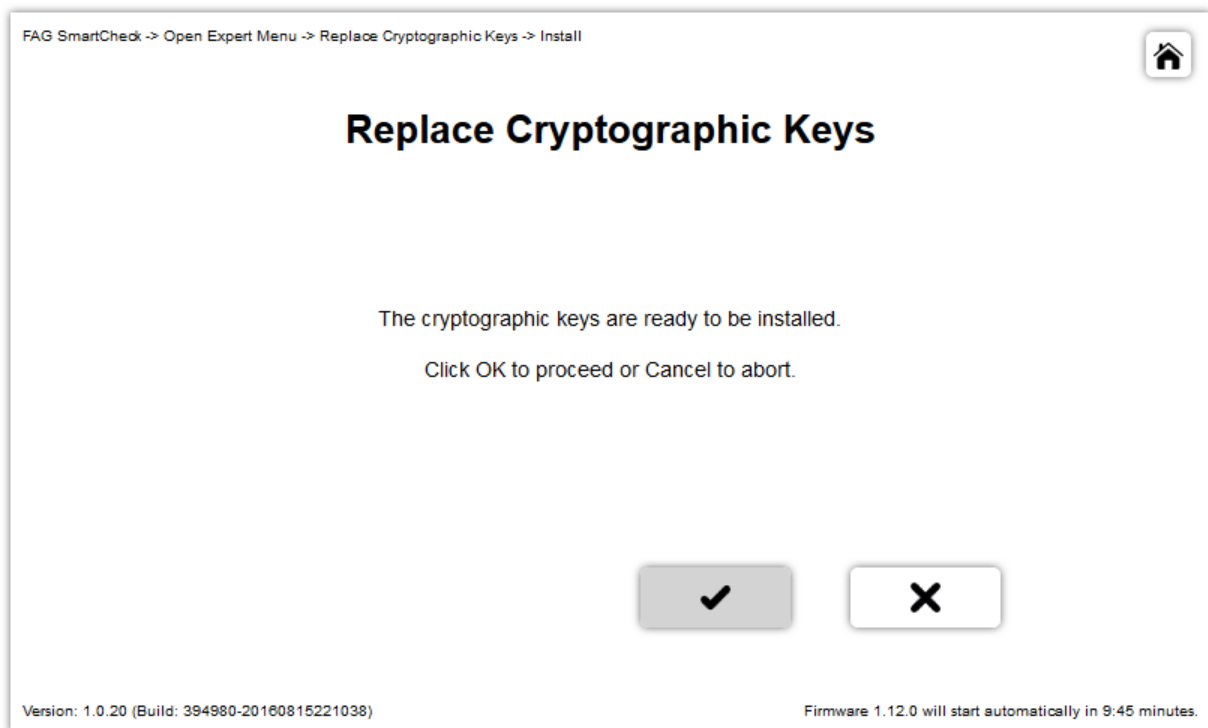 FAG SmartCheck -> Open Expert Menu -> Replace Cryptographic Keys -> Install
Replace Cryptographic Keys
The cryptographic keys are ready to be installed.
Click OK to proceed or Cancel to abort.
Version: 1.0.20 (Build: 394980-20160815221038)
Firmware 1.12.0 will start automatically in 9:45 minutes.